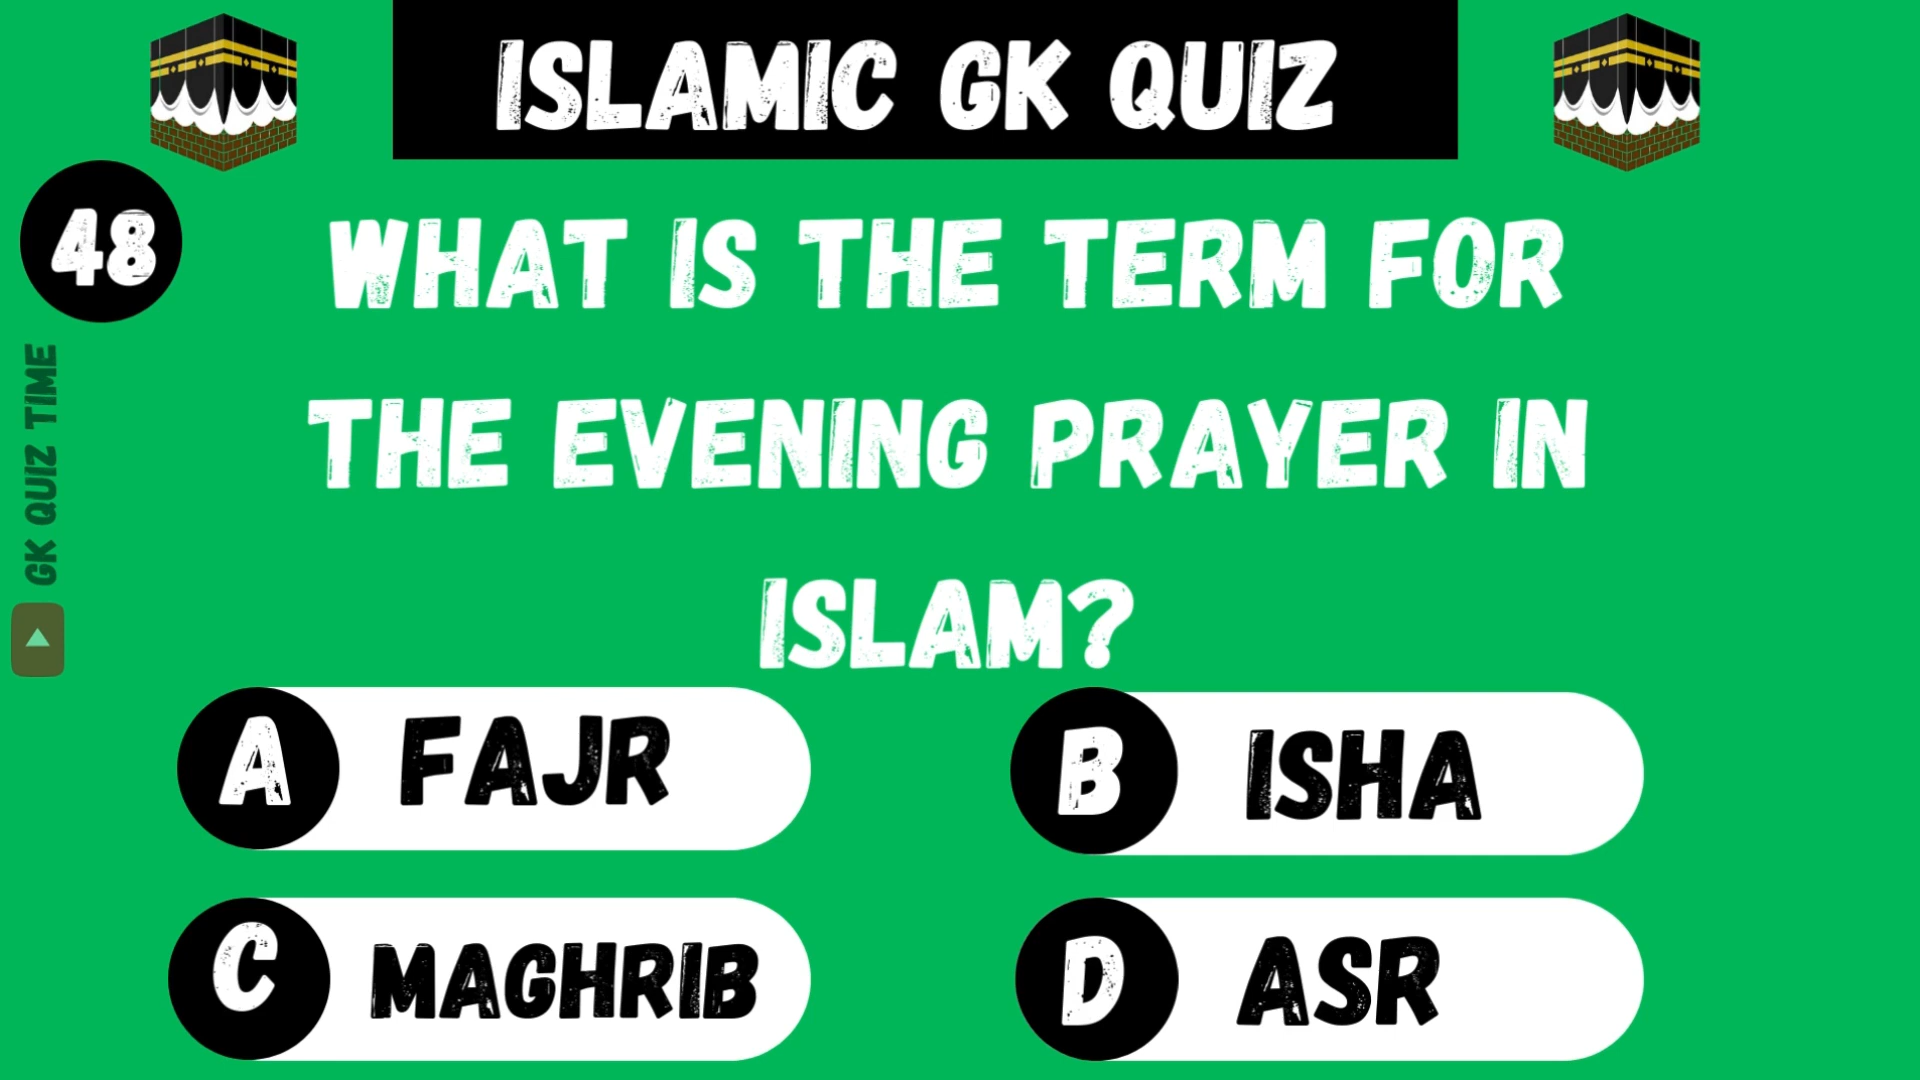 ISLAMIC GK QUIZ
48
WHAT IS THE TERM FOR
THE EVENING PRAYER IN
ISLAM?
GK QUIZ TIME
A FAJR
B ISHA
C MAGHRIB
D ASR